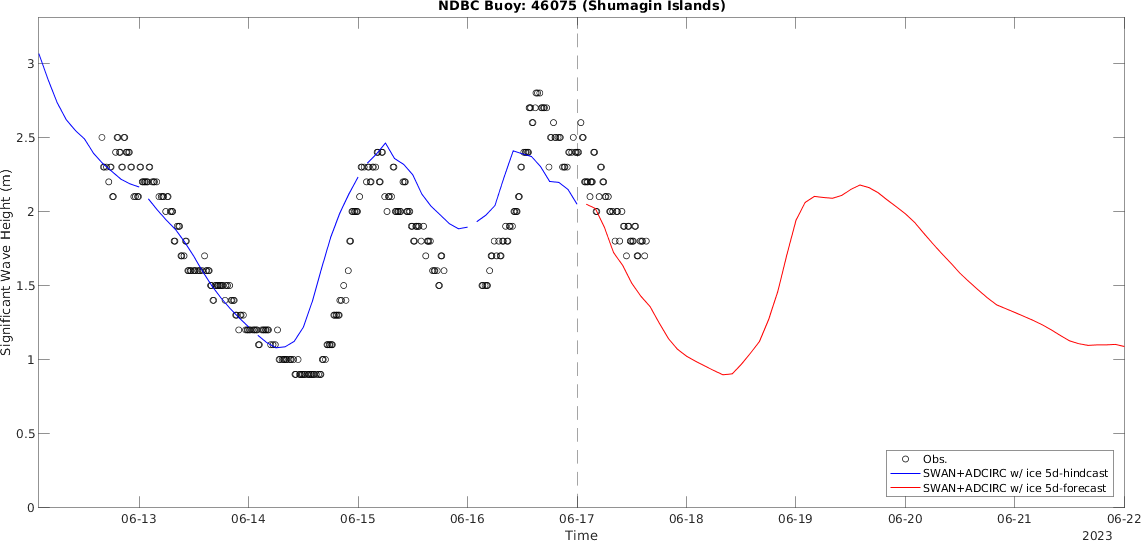 NDBC Buoy: 46075 (Shumagin Islands)
Significant Wave Height (m)
3
2.5
2
1.5
1
0.5
0
Obs.
SWAN+ADCIRC w/ ice 5d-hindcast
SWAN+ADCIRC w/ ice 5d-forecast
06-13 06-14 06-15 06-16 06-17 06-18 06-19 06-20 06-21 06-22
Time
2023